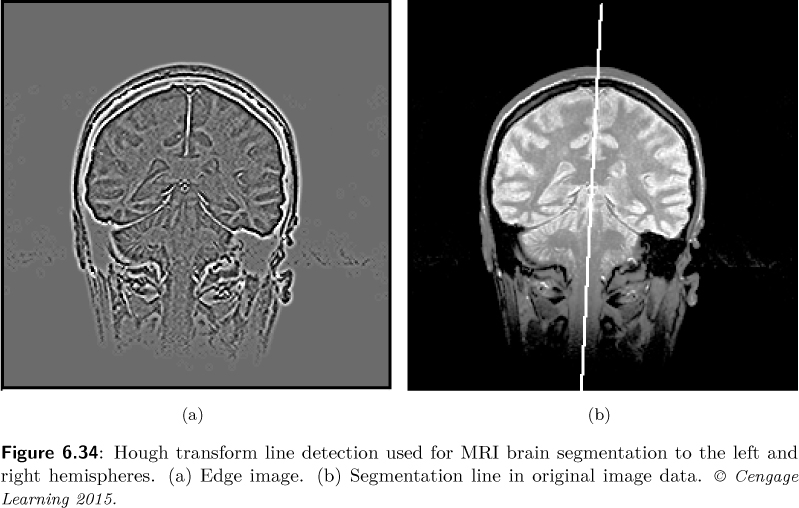 (a)
(b)
Figure 6.34: Hough transform line detection used for MRI brain segmentation to the left and
right hemispheres. (a) Edge image. (b) Segmentation line in original image data. © Cengage
Learning 2015.